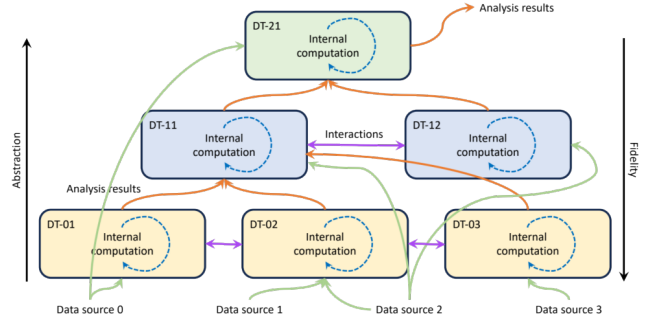 Analysis results
DT-21
Internal
computation
DT-11
Internal
computation
Interactions
DT-12
Internal
computation
Abstraction
Fidelty
Analysis results
DT-01
Internal
computation
DT-02
Internal
computation
DT-03
Internal
computation
Data source 0
Data source 1
Data source 2
Data source 3